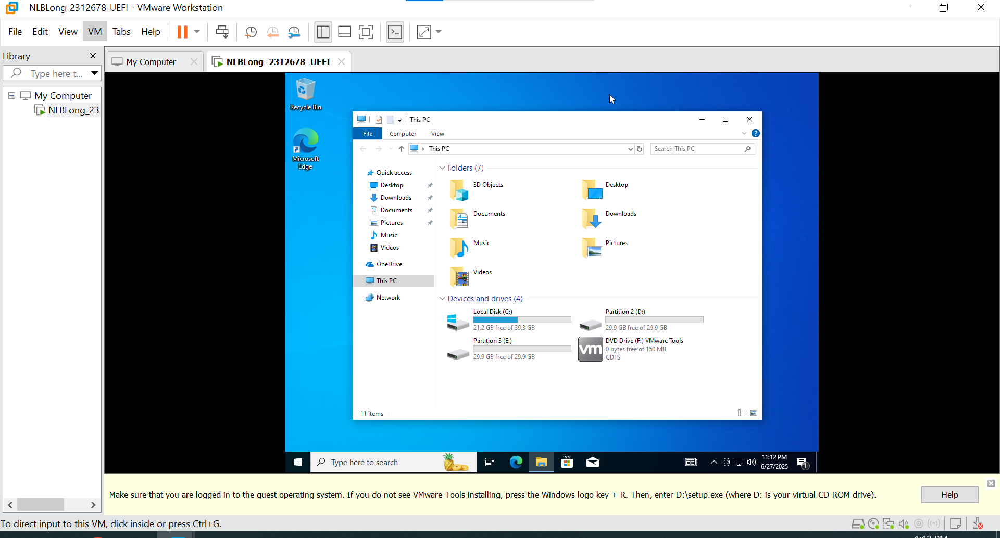 NLBLong_2312678_UEFI - VMware Workstation
File Edit View VM Tabs Help
Library
Type here t...
My Computer
NLBLong_23
My Computer
NLBLong_2312678_UEFI
Recycle Bin
Microsoft
Edge
This PC
File Computer View
This PC
Search This PC
Quick access
Desktop
Downloads
Documents
Pictures
Music
Videos
OneDrive
This PC
Network
Folders (7)
3D Objects
Desktop
Documents
Downloads
Music
Pictures
Videos
Devices and drives (4)
Local Disk (C:)
21.2 GB free of 39.3 GB
Partition 2 (D:)
29.9 GB free of 29.9 GB
Partition 3 (E:)
29.9 GB free of 29.9 GB
vm
DVD Drive (F:) VMware Tools
0 bytes free of 150 MB
CDFS
11 items
Type here to search
11:12 PM
6/27/2025
1
Make sure that you are logged in to the guest operating system. If you do not see VMware Tools installing, press the Windows logo key + R. Then, enter D:\setup.exe (where D: is your virtual CD-ROM drive).
Help
To direct input to this VM, click inside or press Ctrl+G.